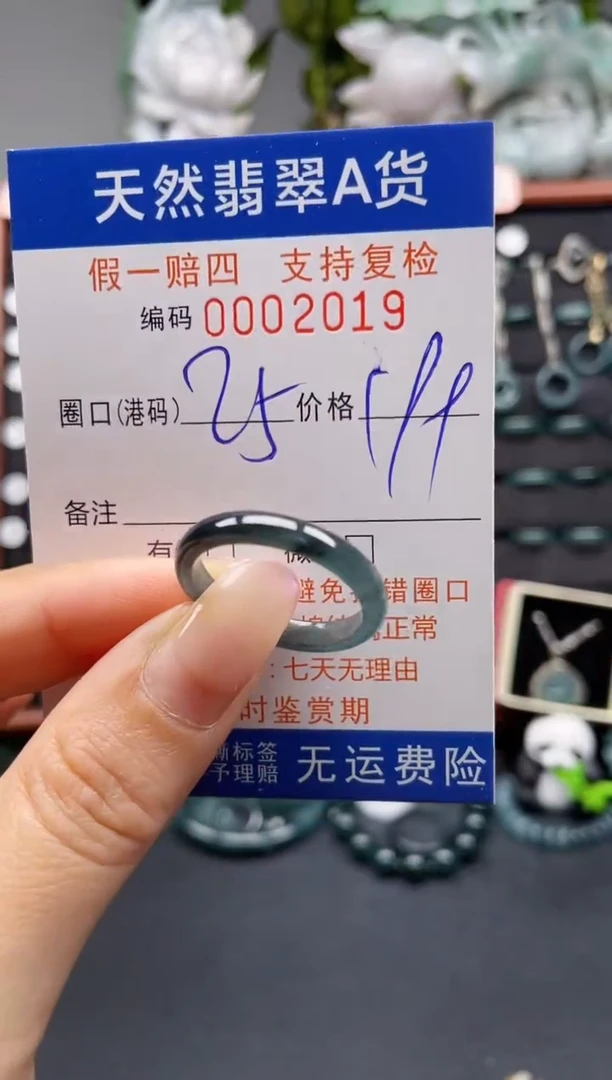 天然翡翠A货
假一赔四 支持复检
编码 0002019
圈口(港码) 25 价格
备注
有
避免 错圈口
正常
:七天无理由
时鉴赏期
标签
予理赔 无运费险